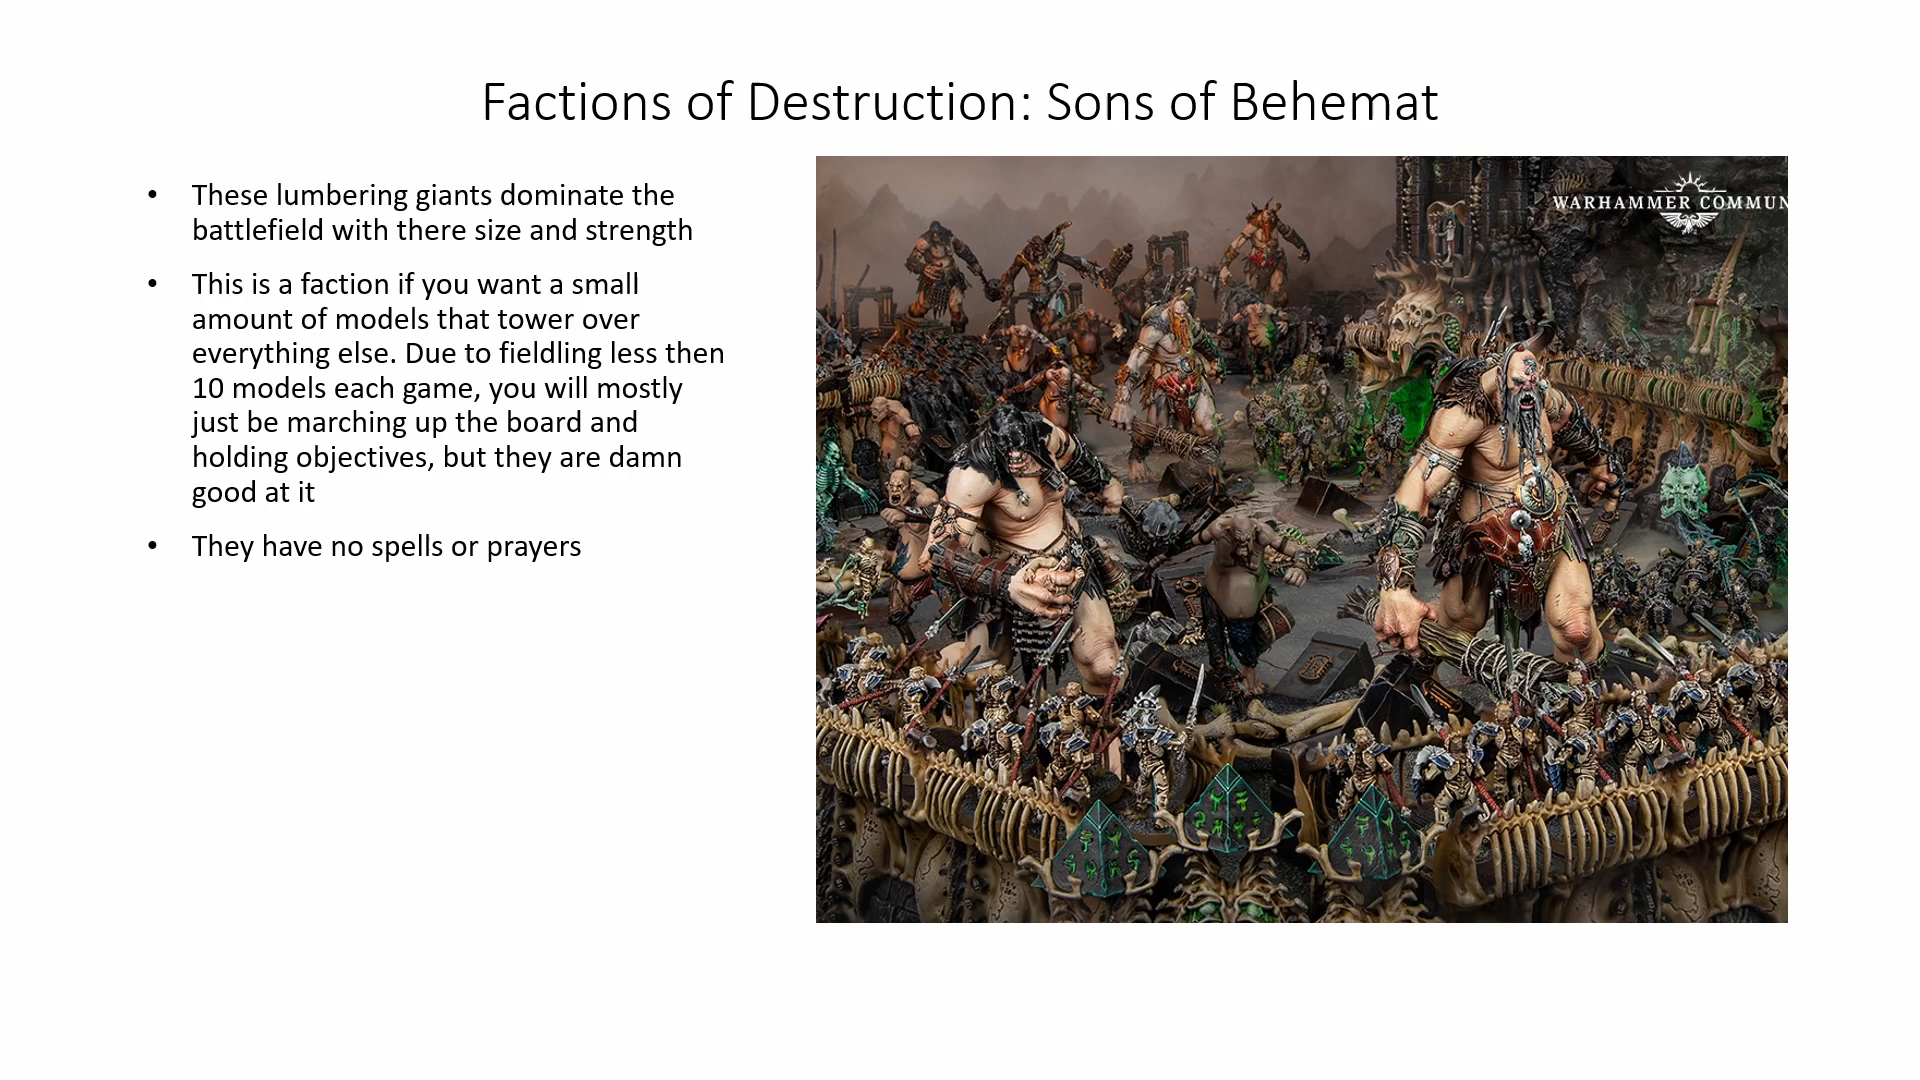 Factions of Destruction: Sons of Behemat
• These lumbering giants dominate the
battlefield with there size and strength
• This is a faction if you want a small
amount of models that tower over
everything else. Due to fieldling less then
10 models each game, you will mostly
just be marching up the board and
holding objectives, but they are damn
good at it
• They have no spells or prayers
WARHAMMER COMMUN